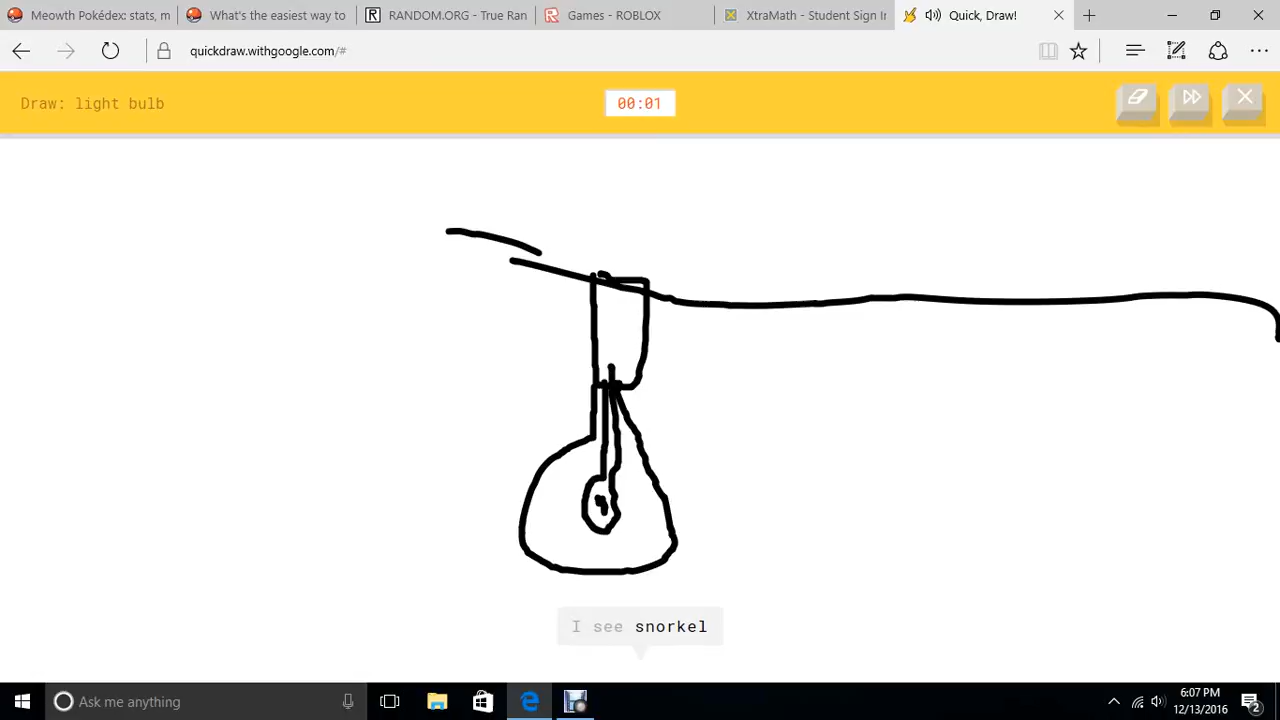 Meowth Pokédex: stats, m
What's the easiest way to
RANDOM.ORG - True Ran
Games - ROBLOX
XtraMath - Student Sign In
Quick, Draw!
quickdraw.withgoogle.com/#
Draw: light bulb
00:01
I see snorkel
Ask me anything
6:07 PM
12/13/2016
2